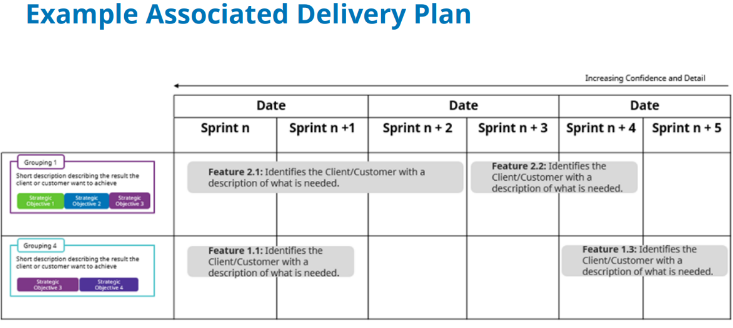 Example Associated Delivery Plan
Increasing Confidence and Detail
Date Date Date
Sprint n Sprint n +1 Sprint n + 2 Sprint n + 3 Sprint n + 4 Sprint n + 5
Grouping 1
Short description describing the result the
client or customer want to achieve
Strategic
Objective 1
Strategic
Objective 2
Strategic
Objective 3
Feature 2.1: Identifies the Client/Customer with a
description of what is needed.
Feature 2.2: Identifies the
Client/Customer with a
description of what is needed.
Grouping 4
Short description describing the result the
client or customer want to achieve
Strategic
Objective 3
Strategic
Objective 4
Feature 1.1: Identifies the
Client/Customer with a
description of what is needed.
Feature 1.3: Identifies the
Client/Customer with a
description of what is needed.